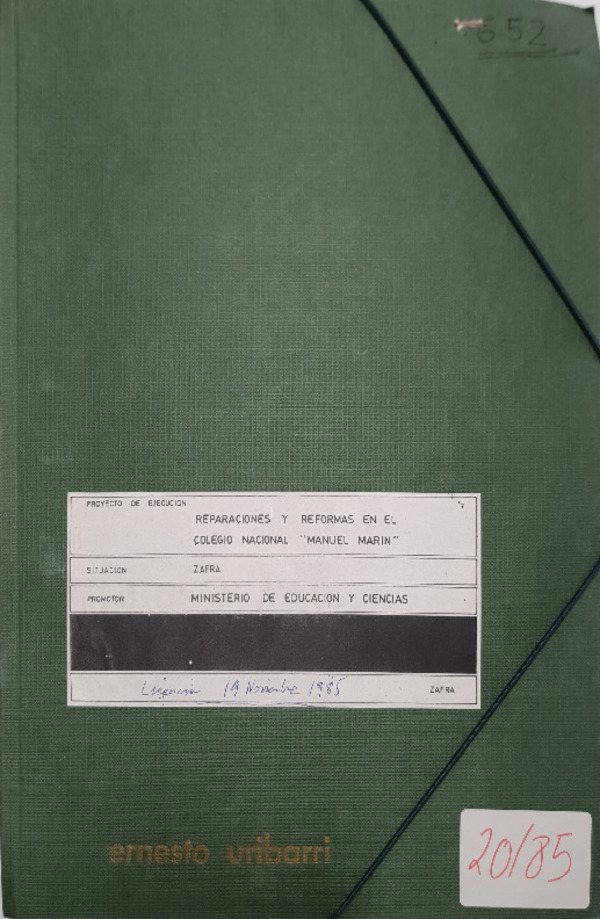 652
PROYECTO DE EJECUCION
REPARACIONES Y REFORMAS EN EL
COLEGIO NACIONAL "MANUEL MARIN"
SITUACION ZAFRA
PROMOTOR MINISTERIO DE EDUCACION Y CIENCIAS
Licencia 19 Noviembre 1985 ZAFRA
ernesto uribarri
20/85